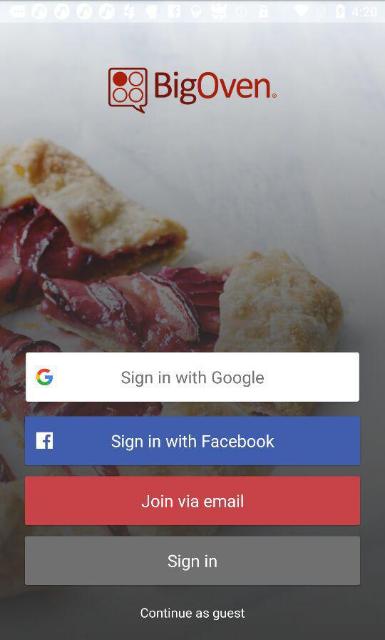 4:20
BigOven®
Sign in with Google
Sign in with Facebook
Join via email
Sign in
Continue as guest